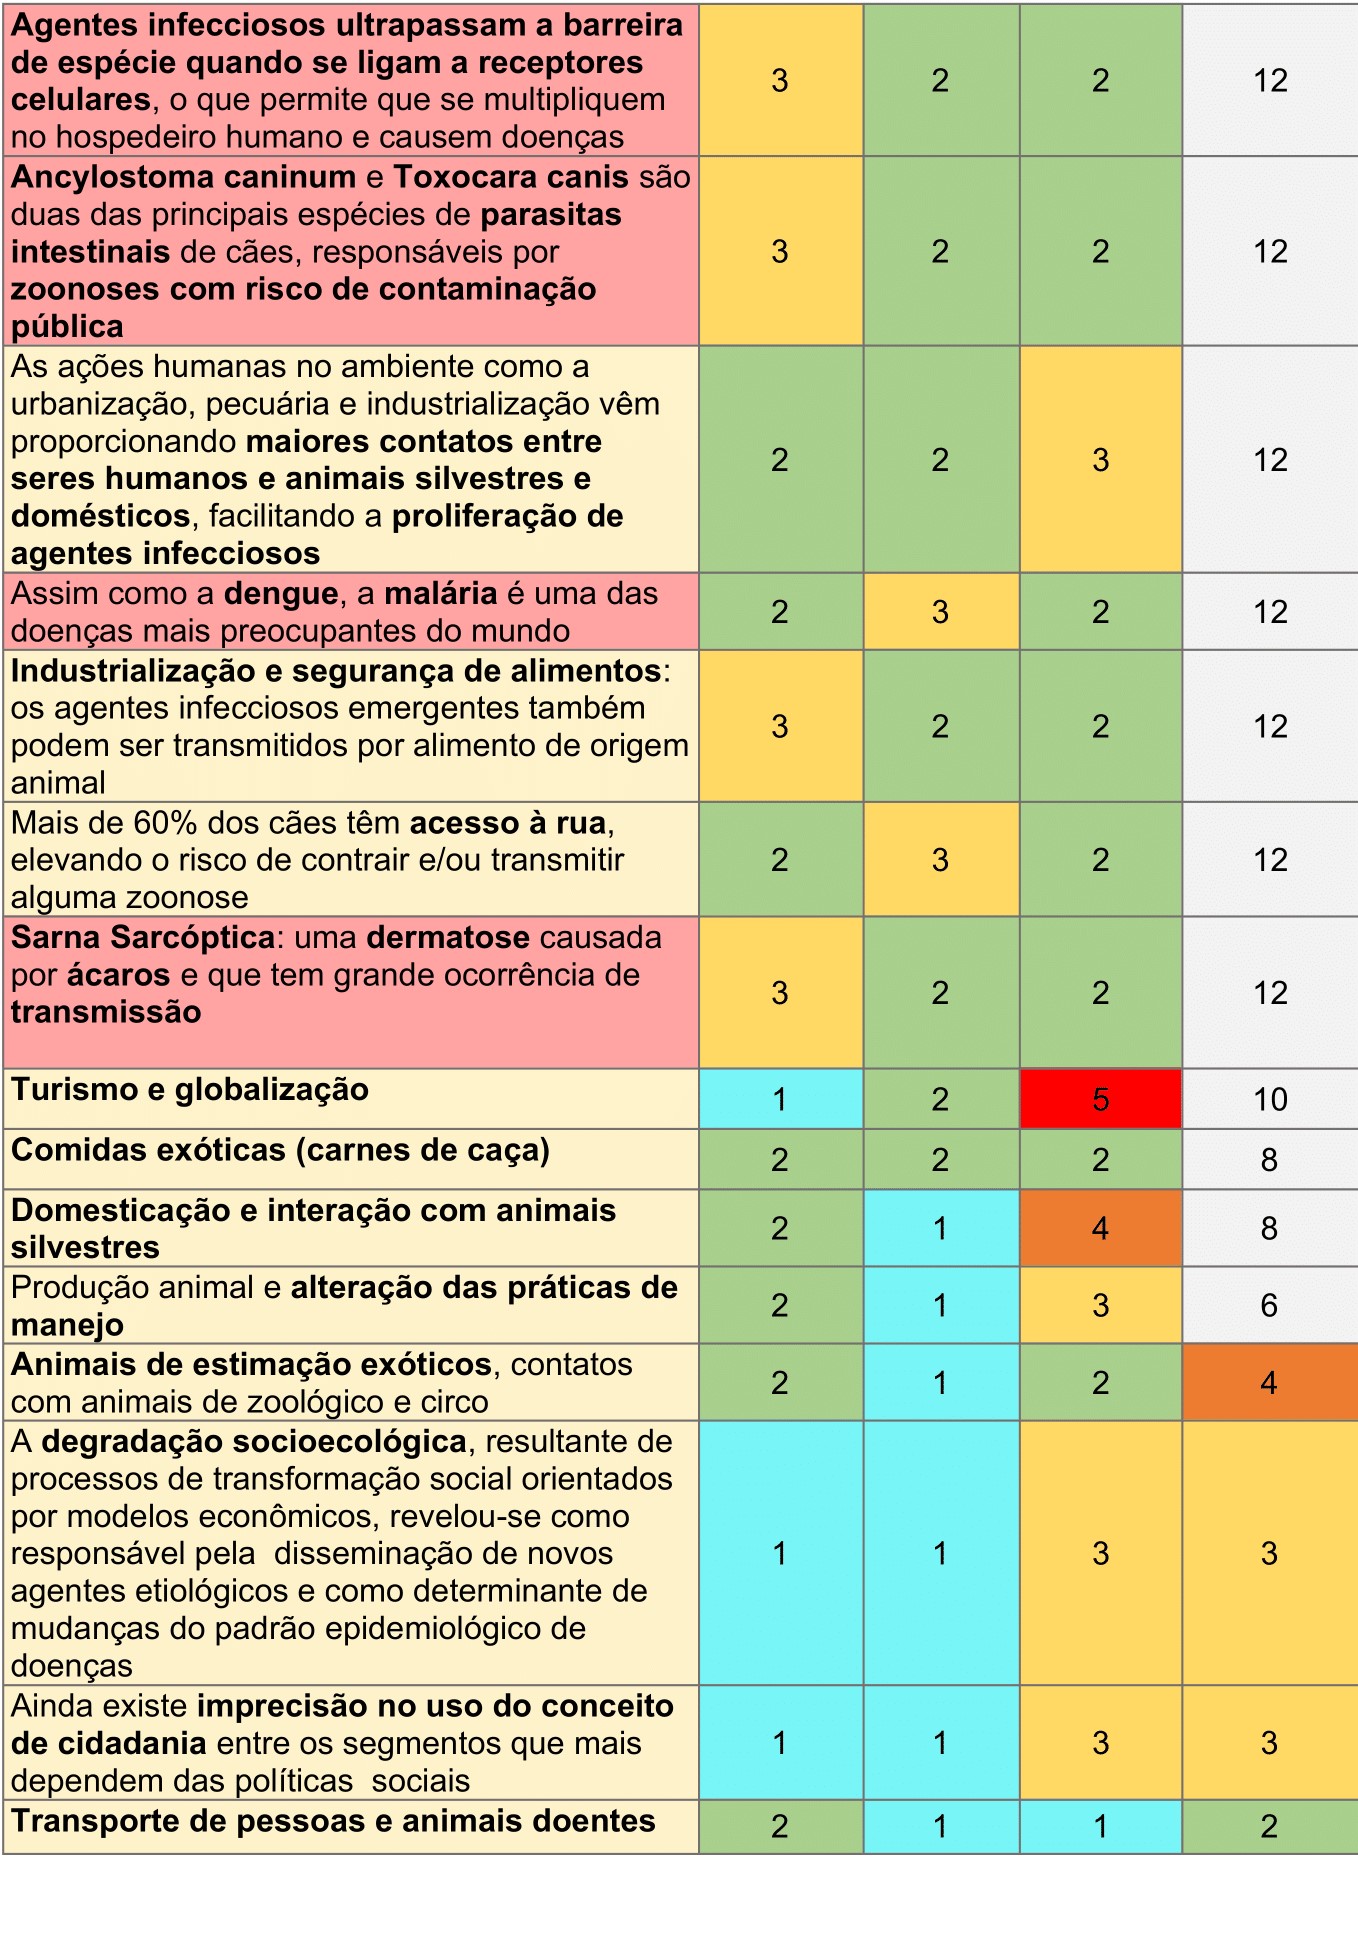 Agentes infecciosos ultrapassam a barreira
de espécie quando se ligam a receptores
celulares, o que permite que se multipliquem
no hospedeiro humano e causem doenças
3 2 2 12
Ancylostoma caninum e Toxocara canis são
duas das principais espécies de parasitas
intestinais de cães, responsáveis por
zoonoses com risco de contaminação
pública
3 2 2 12
As ações humanas no ambiente como a
urbanização, pecuária e industrialização vêm
proporcionando maiores contatos entre
seres humanos e animais silvestres e
domésticos, facilitando a proliferação de
agentes infecciosos
2 2 3 12
Assim como a dengue, a malária é uma das
doenças mais preocupantes do mundo
2 3 2 12
Industrialização e segurança de alimentos:
os agentes infecciosos emergentes também
podem ser transmitidos por alimento de origem
animal
3 2 2 12
Mais de 60% dos cães têm acesso à rua,
elevando o risco de contrair e/ou transmitir
alguma zoonose
2 3 2 12
Sarna Sarcóptica: uma dermatose causada
por ácaros e que tem grande ocorrência de
transmissão
3 2 2 12
Turismo e globalização
1 2 5 10
Comidas exóticas (carnes de caça)
2 2 2 8
Domesticação e interação com animais
silvestres
2 1 4 8
Produção animal e alteração das práticas de
manejo
2 1 3 6
Animais de estimação exóticos, contatos
com animais de zoológico e circo
2 1 2 4
A degradação socioecológica, resultante de
processos de transformação social orientados
por modelos econômicos, revelou-se como
responsável pela  disseminação de novos
agentes etiológicos e como determinante de
mudanças do padrão epidemiológico de
doenças
1 1 3 3
Ainda existe imprecisão no uso do conceito
de cidadania entre os segmentos que mais
dependem das políticas  sociais
1 1 3 3
Transporte de pessoas e animais doentes
2 1 1 2